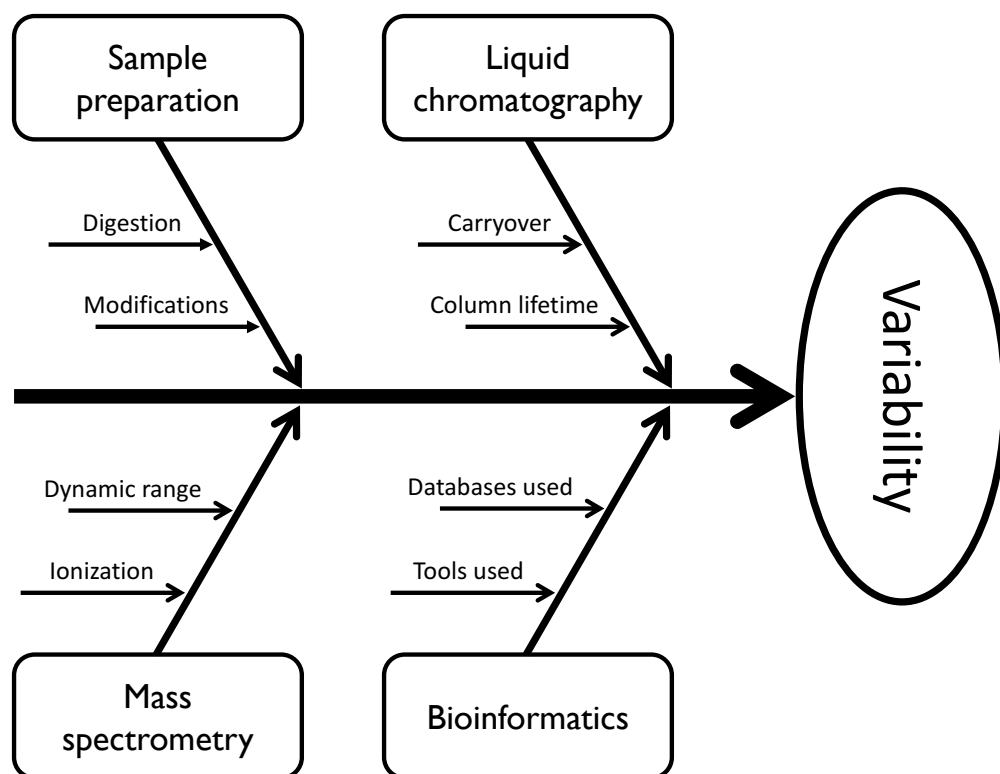 Sample
preparation
Liquid
chromatography
Digestion
Carryover
Modifications
Column lifetime
Variability
Dynamic range
Databases used
Ionization
Tools used
Mass
spectrometry
Bioinformatics